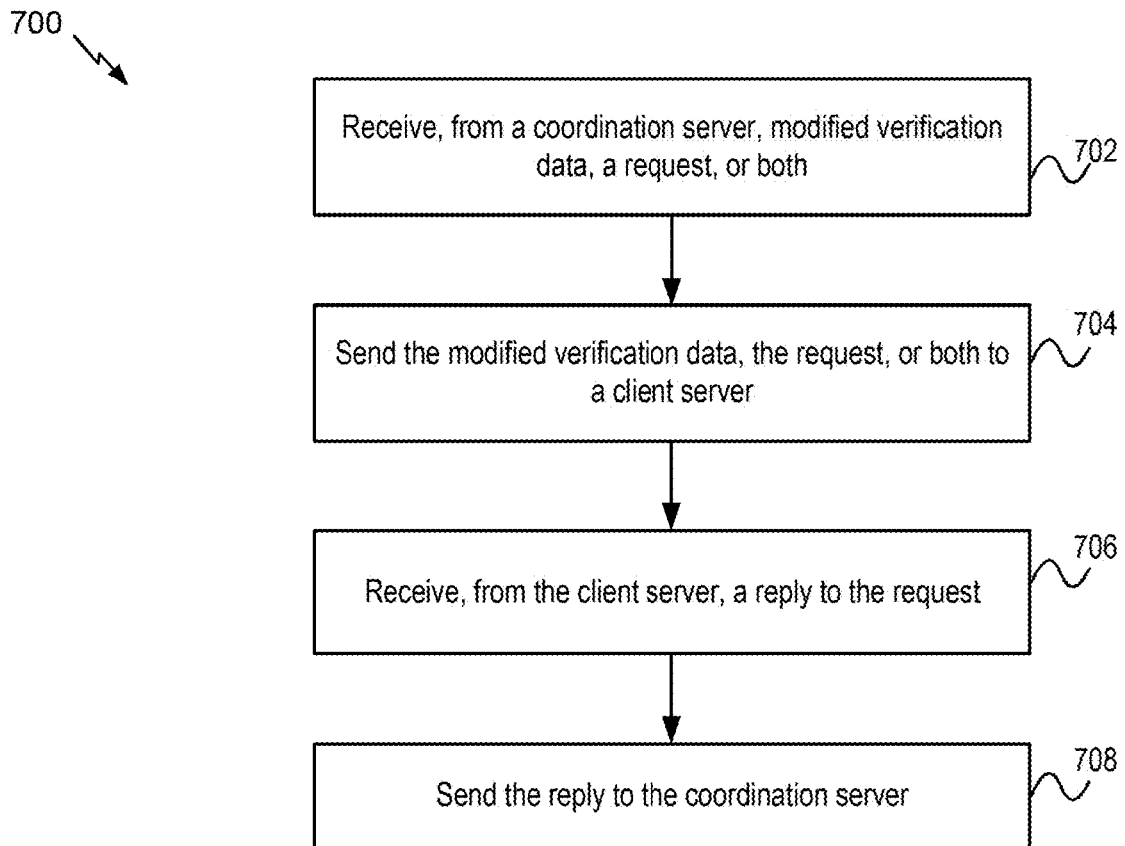 700
Receive, from a coordination server, modified verification
data, a request, or both
702
Send the modified verification data, the request, or both to
a client server
704
Receive, from the client server, a reply to the request
706
Send the reply to the coordination server
708